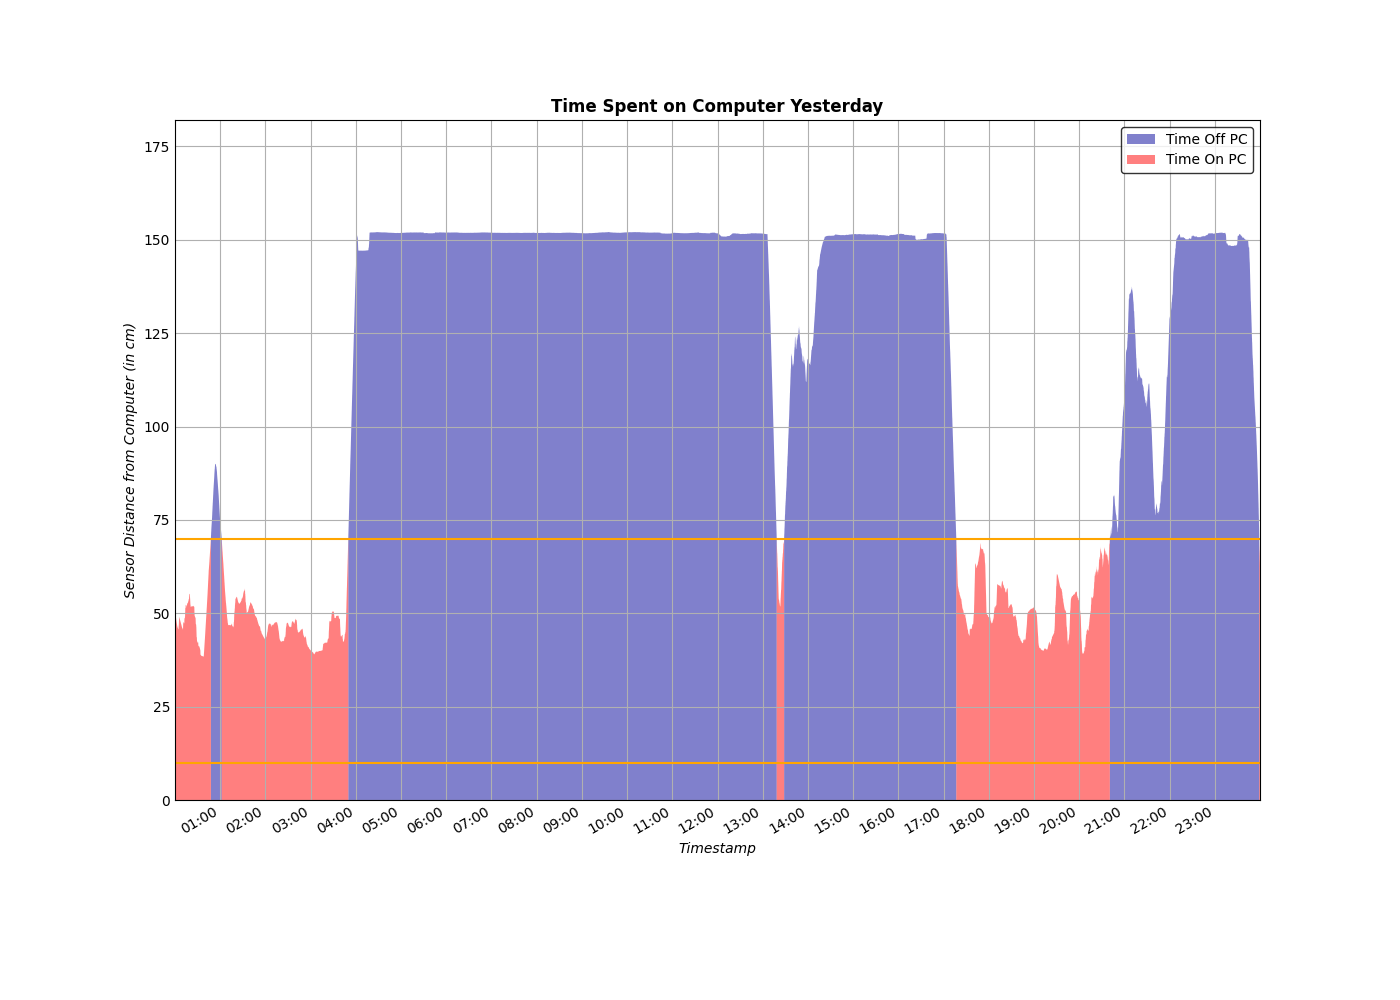 Time Spent on Computer Yesterday
Time Off PC
Time On PC
Sensor Distance from Computer (in cm)
175
150
125
100
75
50
25
0
01:00 02:00 03:00 04:00 05:00 06:00 07:00 08:00 09:00 10:00 11:00 12:00 13:00 14:00 15:00 16:00 17:00 18:00 19:00 20:00 21:00 22:00 23:00
Timestamp